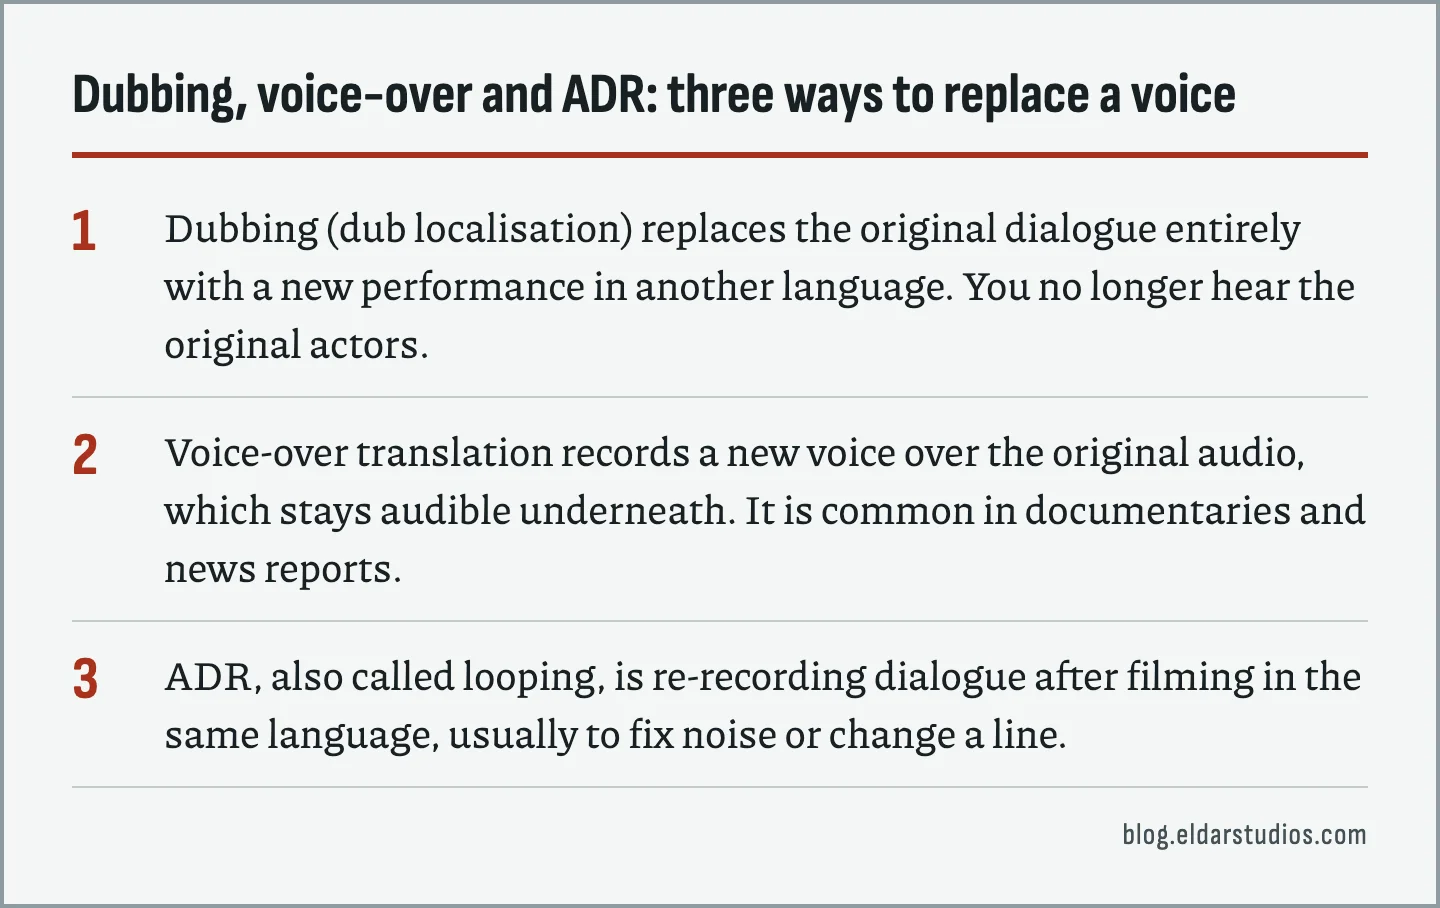 Dubbing, voice-over and ADR: three ways to replace a voice
1 Dubbing (dub localisation) replaces the original dialogue entirely
with a new performance in another language. You no longer hear the
original actors.
2 Voice-over translation records a new voice over the original audio,
which stays audible underneath. It is common in documentaries and
news reports.
3 ADR, also called looping, is re-recording dialogue after filming in the
same language, usually to fix noise or change a line.
blog.eldarstudios.com